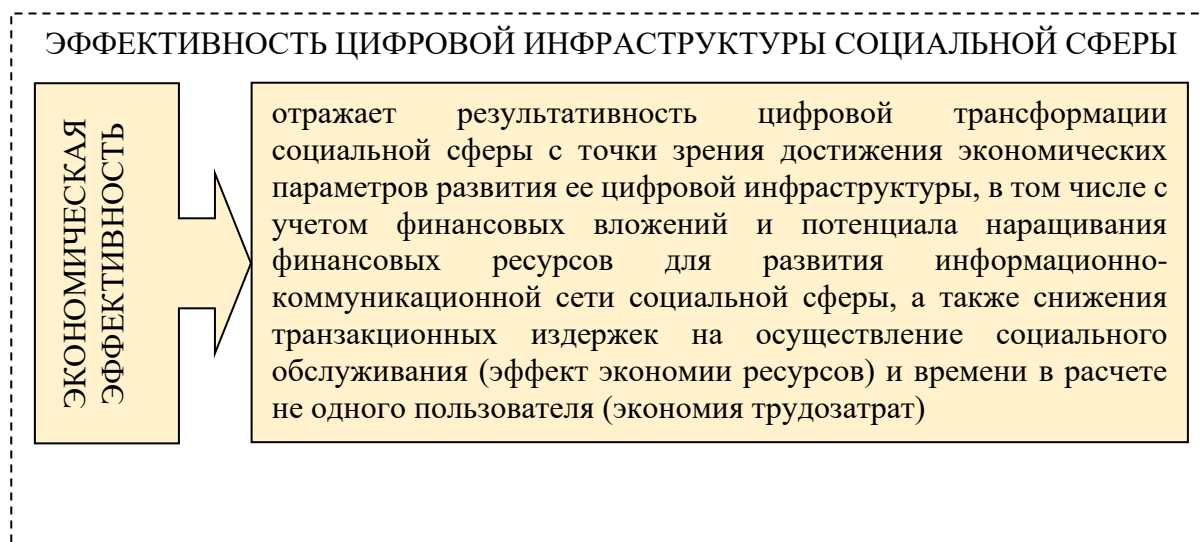 ЭФФЕКТИВНОСТЬ ЦИФРОВОЙ ИНФРАСТРУКТУРЫ СОЦИАЛЬНОЙ СФЕРЫ
ЭКОНОМИЧЕСКАЯ
ЭФФЕКТИВНОСТЬ
отражает результативность цифровой трансформации
социальной сферы с точки зрения достижения экономических
параметров развития ее цифровой инфраструктуры, в том числе с
учетом финансовых вложений и потенциала наращивания
финансовых ресурсов для развития информационно-
коммуникационной сети социальной сферы, а также снижения
транзакционных издержек на осуществление социального
обслуживания (эффект экономии ресурсов) и времени в расчете
не одного пользователя (экономия трудозатрат)